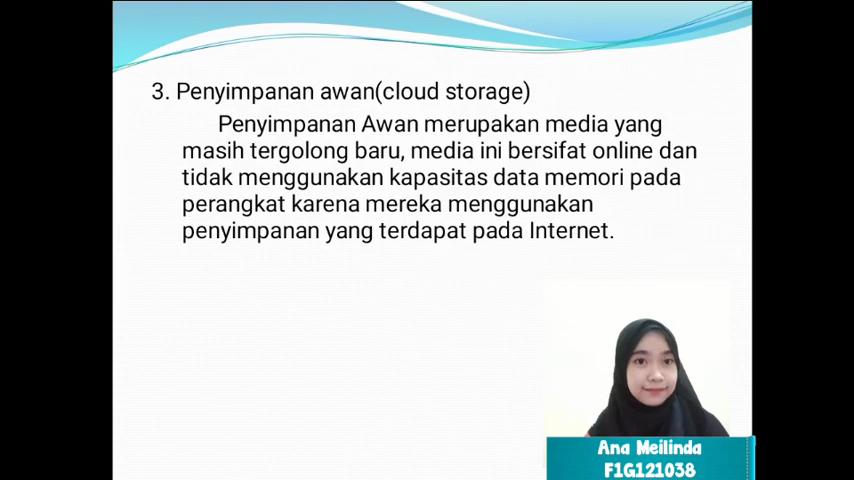 3. Penyimpanan awan(cloud storage)
Penyimpanan Awan merupakan media yang
masih tergolong baru, media ini bersifat online dan
tidak menggunakan kapasitas data memori pada
perangkat karena mereka menggunakan
penyimpanan yang terdapat pada Internet.
Ana Meilinda
F1G121038